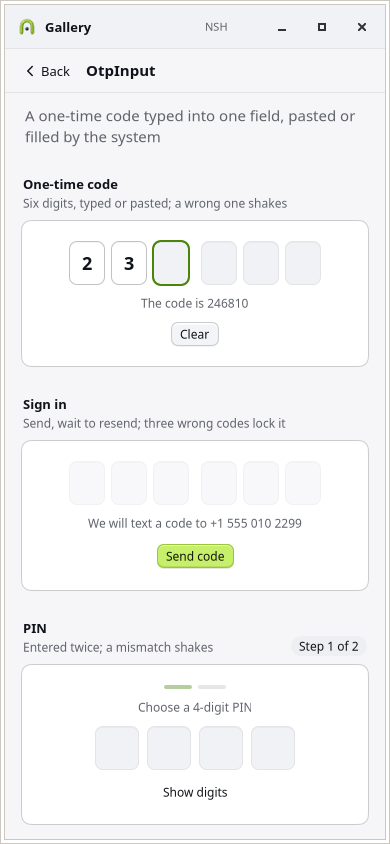 Gallery NSH
Back OtpInput
A one-time code typed into one field, pasted or
filled by the system
One-time code
Six digits, typed or pasted; a wrong one shakes
2 3
The code is 246810
Clear
Sign in
Send, wait to resend; three wrong codes lock it
We will text a code to +1 555 010 2299
Send code
PIN
Entered twice; a mismatch shakes Step 1 of 2
Choose a 4-digit PIN
Show digits